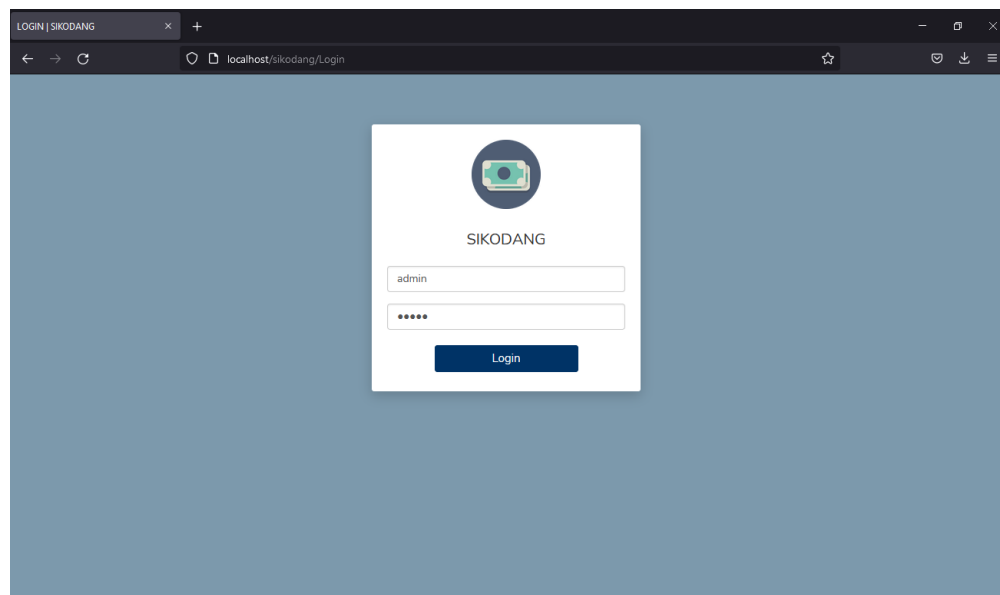 LOGIN | SIKODANG
localhost/sikodang/Login
SIKODANG
admin
●●●●●
Login